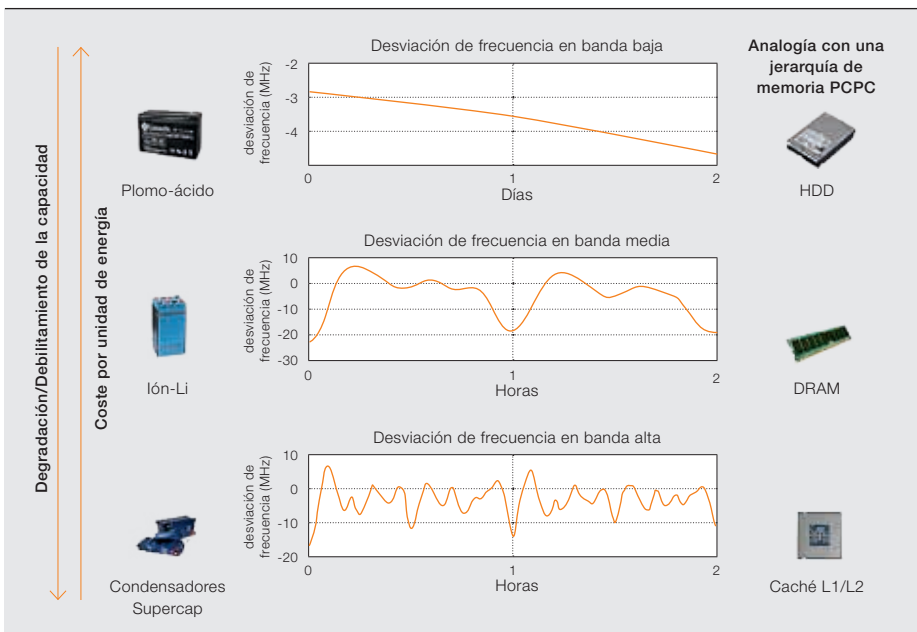 Degradación/Debilitamiento de la capacidad
Coste por unidad de energía
Desviación de frecuencia en banda baja
Analogía con una
jerarquía de
memoria PCPC
desviación de
frecuencia (MHz)
-2
-3
-4
0
1
2
Días
Plomo-ácido
HDD
Desviación de frecuencia en banda media
desviación de
frecuencia (MHz)
10
0
-10
-20
-30
0
1
2
Horas
Ión-Li
DRAM
Desviación de frecuencia en banda alta
desviación de
frecuencia (MHz)
10
0
-10
-20
0
1
2
Horas
Condensadores
Supercap
Caché L1/L2